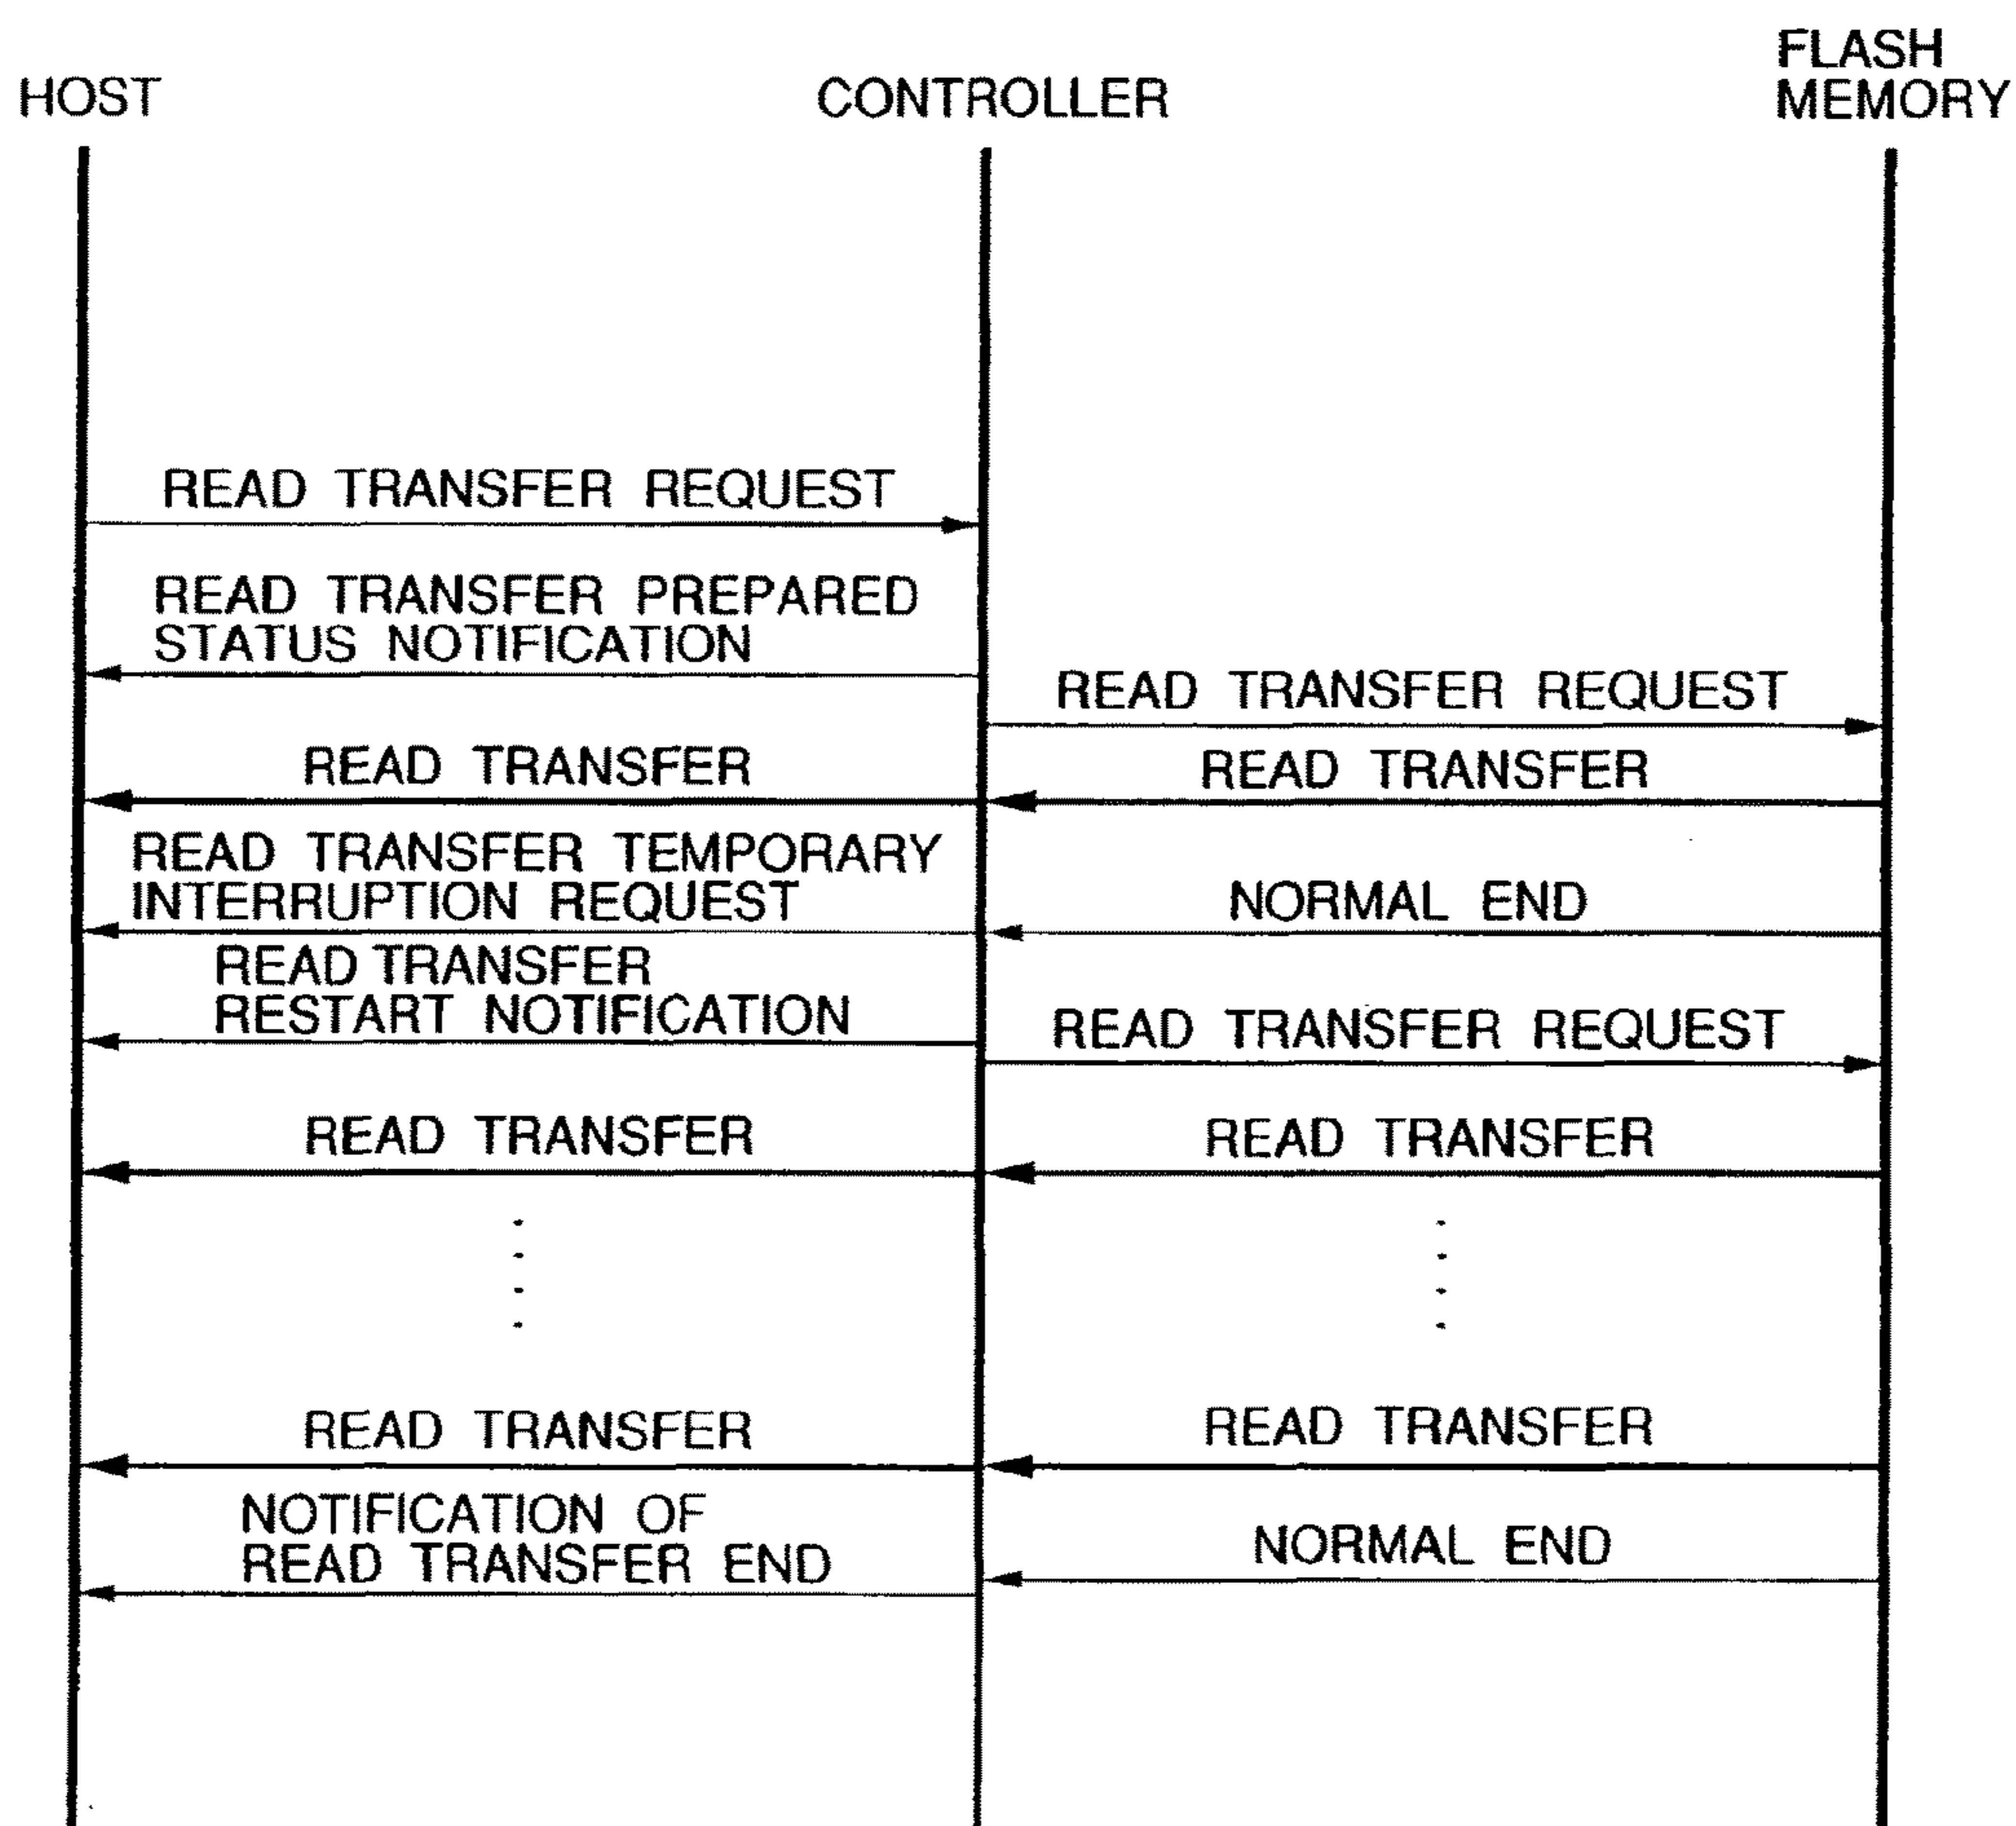 HOST
CONTROLLER
FLASH
MEMORY
READ TRANSFER REQUEST
READ TRANSFER PREPARED
STATUS NOTIFICATION
READ TRANSFER REQUEST
READ TRANSFER
READ TRANSFER
READ TRANSFER TEMPORARY
INTERRUPTION REQUEST
NORMAL END
READ TRANSFER
RESTART NOTIFICATION
READ TRANSFER REQUEST
READ TRANSFER
READ TRANSFER
READ TRANSFER
READ TRANSFER
NOTIFICATION OF
READ TRANSFER END
NORMAL END